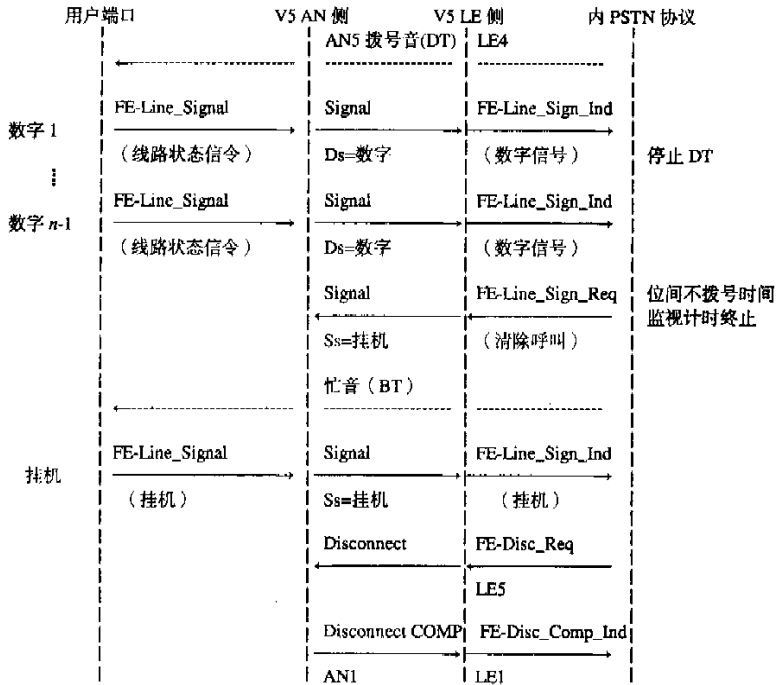 用户端口 V5 AN 侧 V5 LE 侧 内 PSTN 协议
AN5 拨号音(DT) LE4
FE-Line_Signal Signal FE-Line_Sign_Ind
数字 1
（线路状态信令） Ds=数字 （数字信号） 停止 DT
⋮
FE-Line_Signal Signal FE-Line_Sign_Ind
数字 n-1
（线路状态信令） Ds=数字 （数字信号）
Signal FE-Line_Sign_Req 位间不拨号时间
监视计时终止
Ss=挂机 （清除呼叫）
忙音（BT）
FE-Line_Signal Signal FE-Line_Sign_Ind
挂机
（挂机） Ss=挂机 （挂机）
Disconnect FE-Disc_Req
LE5
Disconnect COMP FE-Disc_Comp_Ind
AN1 LE1